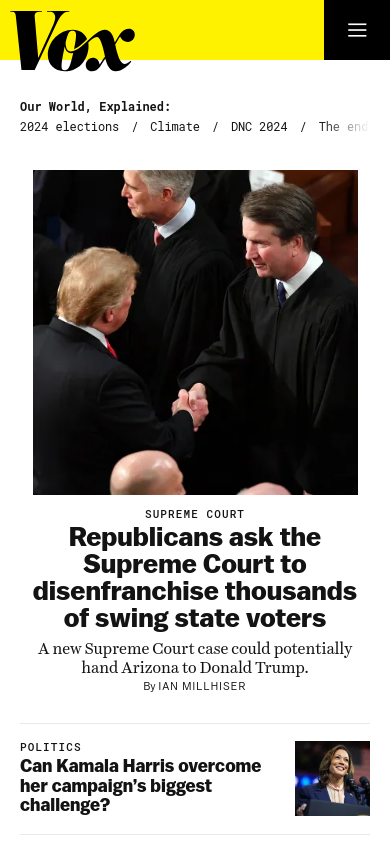 Vox
Our World, Explained:
2024 elections / Climate / DNC 2024 / The end
SUPREME COURT
Republicans ask the
Supreme Court to
disenfranchise thousands
of swing state voters
A new Supreme Court case could potentially
hand Arizona to Donald Trump.
By IAN MILLHISER
POLITICS
Can Kamala Harris overcome
her campaign’s biggest
challenge?